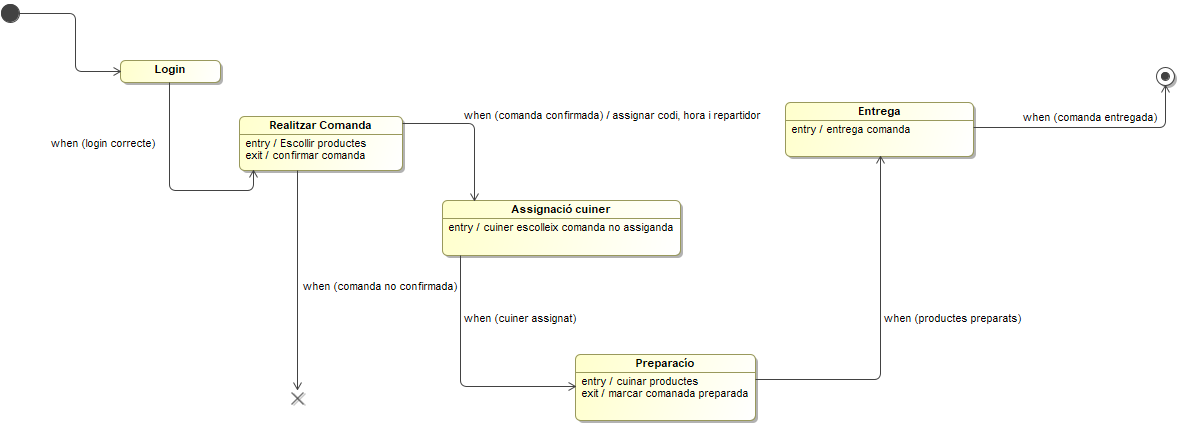 Login
when (login correcte)
Realitzar Comanda
entry / Escollir productes
exit / confirmar comanda
when (comanda confirmada) / assignar codi, hora i repartidor
Entrega
entry / entrega comanda
when (comanda entregada)
Assignació cuiner
entry / cuiner escolleix comanda no assiganda
when (comanda no confirmada)
when (cuiner assignat)
when (productes preparats)
Preparacío
entry / cuinar productes
exit / marcar comanada preparada